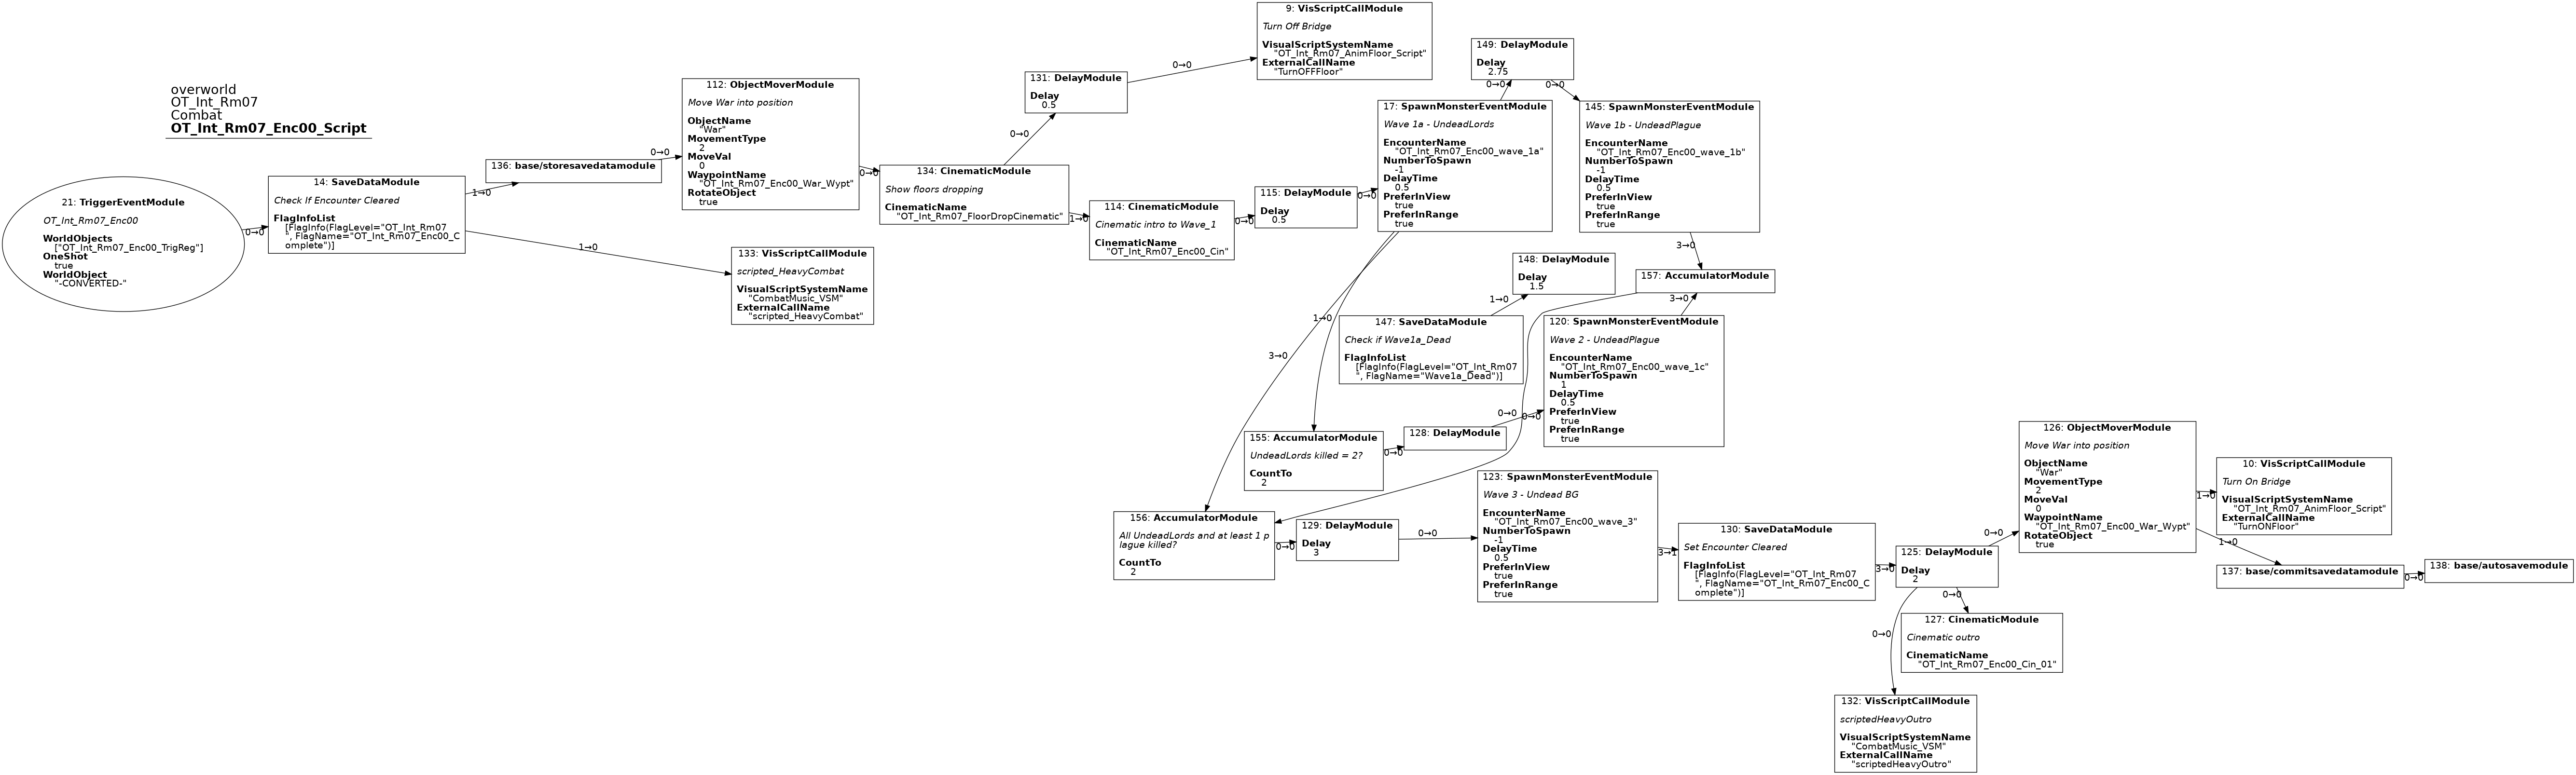 overworld
OT_Int_Rm07
Combat
OT_Int_Rm07_Enc00_Script
21: TriggerEventModule
OT_Int_Rm07_Enc00
WorldObjects
["OT_Int_Rm07_Enc00_TrigReg"]
OneShot
true
WorldObject
"-CONVERTED-"
0→0
14: SaveDataModule
Check If Encounter Cleared
FlagInfoList
[FlagInfo(FlagLevel="OT_Int_Rm07
", FlagName="OT_Int_Rm07_Enc00_C
omplete")]
1→0
1→0
136: base/storesavedatamodule
0→0
133: VisScriptCallModule
scripted_HeavyCombat
VisualScriptSystemName
"CombatMusic_VSM"
ExternalCallName
"scripted_HeavyCombat"
112: ObjectMoverModule
Move War into position
ObjectName
"War"
MovementType
2
MoveVal
0
WaypointName
"OT_Int_Rm07_Enc00_War_Wypt"
RotateObject
true
0→0
134: CinematicModule
Show floors dropping
CinematicName
"OT_Int_Rm07_FloorDropCinematic"
0→0
1→0
131: DelayModule
Delay
0.5
0→0
9: VisScriptCallModule
Turn Off Bridge
VisualScriptSystemName
"OT_Int_Rm07_AnimFloor_Script"
ExternalCallName
"TurnOFFFloor"
114: CinematicModule
Cinematic intro to Wave_1
CinematicName
"OT_Int_Rm07_Enc00_Cin"
0→0
115: DelayModule
Delay
0.5
0→0
17: SpawnMonsterEventModule
Wave 1a - UndeadLords
EncounterName
"OT_Int_Rm07_Enc00_wave_1a"
NumberToSpawn
-1
DelayTime
0.5
PreferInView
true
PreferInRange
true
0→0
1→0
3→0
149: DelayModule
Delay
2.75
0→0
145: SpawnMonsterEventModule
Wave 1b - UndeadPlague
EncounterName
"OT_Int_Rm07_Enc00_wave_1b"
NumberToSpawn
-1
DelayTime
0.5
PreferInView
true
PreferInRange
true
3→0
157: AccumulatorModule
0→0
148: DelayModule
Delay
1.5
1→0
147: SaveDataModule
Check if Wave1a_Dead
FlagInfoList
[FlagInfo(FlagLevel="OT_Int_Rm07
", FlagName="Wave1a_Dead")]
3→0
120: SpawnMonsterEventModule
Wave 2 - UndeadPlague
EncounterName
"OT_Int_Rm07_Enc00_wave_1c"
NumberToSpawn
1
DelayTime
0.5
PreferInView
true
PreferInRange
true
155: AccumulatorModule
UndeadLords killed = 2?
CountTo
2
0→0
128: DelayModule
0→0
156: AccumulatorModule
All UndeadLords and at least 1 p
lague killed?
CountTo
2
0→0
129: DelayModule
Delay
3
0→0
123: SpawnMonsterEventModule
Wave 3 - Undead BG
EncounterName
"OT_Int_Rm07_Enc00_wave_3"
NumberToSpawn
-1
DelayTime
0.5
PreferInView
true
PreferInRange
true
3→1
130: SaveDataModule
Set Encounter Cleared
FlagInfoList
[FlagInfo(FlagLevel="OT_Int_Rm07
", FlagName="OT_Int_Rm07_Enc00_C
omplete")]
3→0
125: DelayModule
Delay
2
0→0
0→0
0→0
126: ObjectMoverModule
Move War into position
ObjectName
"War"
MovementType
2
MoveVal
0
WaypointName
"OT_Int_Rm07_Enc00_War_Wypt"
RotateObject
true
1→0
1→0
10: VisScriptCallModule
Turn On Bridge
VisualScriptSystemName
"OT_Int_Rm07_AnimFloor_Script"
ExternalCallName
"TurnONFloor"
137: base/commitsavedatamodule
0→0
138: base/autosavemodule
127: CinematicModule
Cinematic outro
CinematicName
"OT_Int_Rm07_Enc00_Cin_01"
132: VisScriptCallModule
scriptedHeavyOutro
VisualScriptSystemName
"CombatMusic_VSM"
ExternalCallName
"scriptedHeavyOutro"